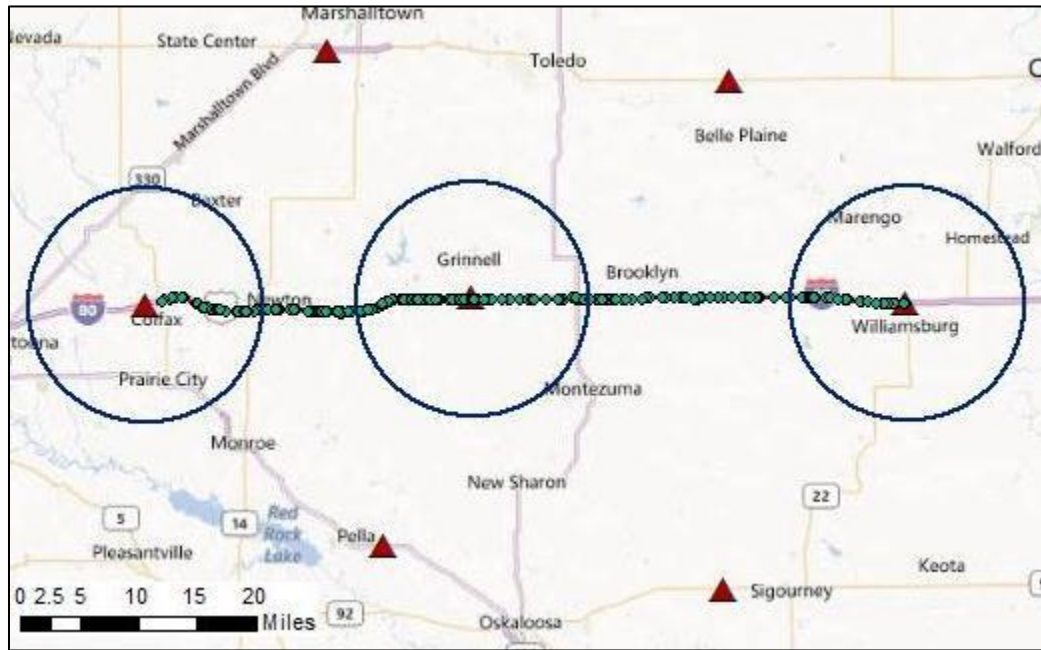 Marshalltown
Nevada
State Center
Toledo
Marshalltown Blvd
Belle Plaine
Walford
330
Baxter
Marengo
Homestead
Grinnell
Brooklyn
80
Newton
Colfax
Williamsburg
Prairie City
Montezuma
Monroe
New Sharon
22
5
14
Red
Rock
Lake
Pella
Pleasantville
Keota
Sigourney
0 2.5 5 10 15 20
Miles
92
Oskaloosa